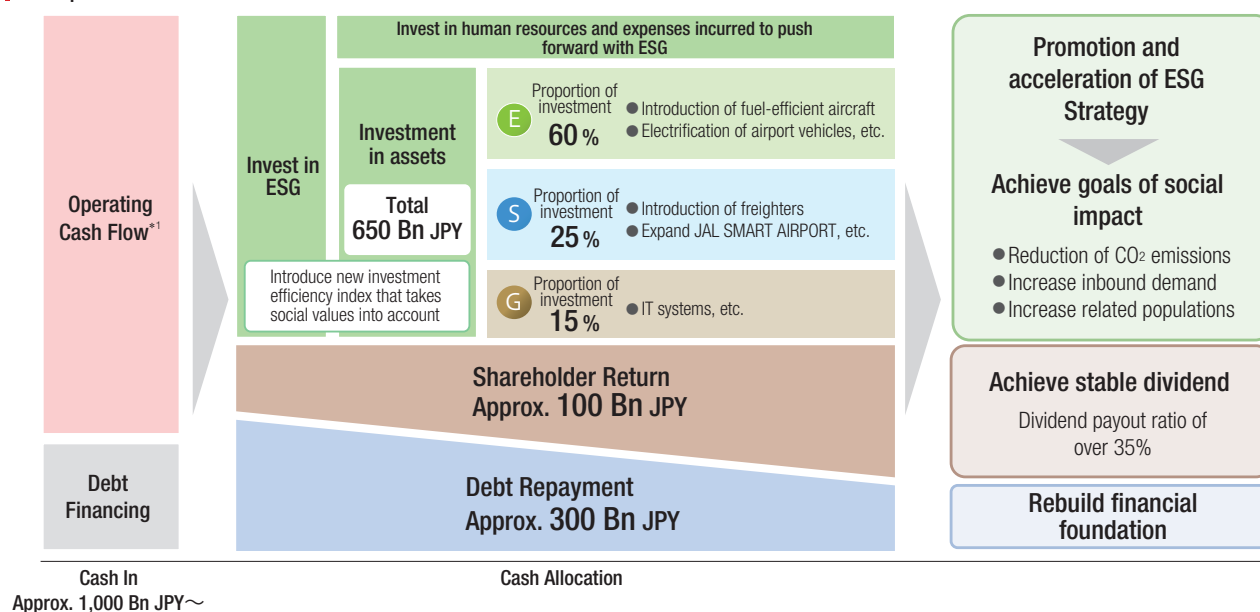 Operating
Cash Flow*1
Debt
Financing
Cash In
Approx. 1,000 Bn JPY～
Invest in
ESG
Invest in human resources and expenses incurred to push
forward with ESG
Investment
in assets
Total
650 Bn JPY
Introduce new investment
efficiency index that takes
social values into account
E
Proportion of
investment
60 %
● Introduction of fuel-efficient aircraft
● Electrification of airport vehicles, etc.
S
Proportion of
investment
25 %
● Introduction of freighters
● Expand JAL SMART AIRPORT, etc.
G
Proportion of
investment
15 %
● IT systems, etc.
Shareholder Return
Approx. 100 Bn JPY
Debt Repayment
Approx. 300 Bn JPY
Cash Allocation
Promotion and
acceleration of ESG
Strategy
Achieve goals of social
impact
● Reduction of CO2 emissions
● Increase inbound demand
● Increase related populations
Achieve stable dividend
Dividend payout ratio of
over 35%
Rebuild financial
foundation